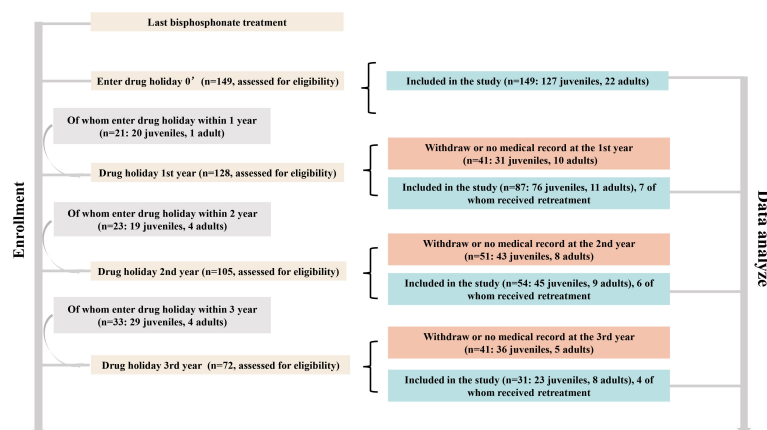 Last bisphosphonate treatment
Enter drug holiday 0’ (n=149, assessed for eligibility)
Included in the study (n=149: 127 juveniles, 22 adults)
Of whom enter drug holiday within 1 year
(n=21: 20 juveniles, 1 adult)
Withdraw or no medical record at the 1st year
(n=41: 31 juveniles, 10 adults)
Drug holiday 1st year (n=128, assessed for eligibility)
Included in the study (n=87: 76 juveniles, 11 adults), 7 of
whom received retreatment
Of whom enter drug holiday within 2 year
(n=23: 19 juveniles, 4 adults)
Withdraw or no medical record at the 2nd year
(n=51: 43 juveniles, 8 adults)
Drug holiday 2nd year (n=105, assessed for eligibility)
Included in the study (n=54: 45 juveniles, 9 adults), 6 of
whom received retreatment
Of whom enter drug holiday within 3 year
(n=33: 29 juveniles, 4 adults)
Withdraw or no medical record at the 3rd year
(n=41: 36 juveniles, 5 adults)
Drug holiday 3rd year (n=72, assessed for eligibility)
Included in the study (n=31: 23 juveniles, 8 adults), 4 of
whom received retreatment
Enrollment
Data analyze